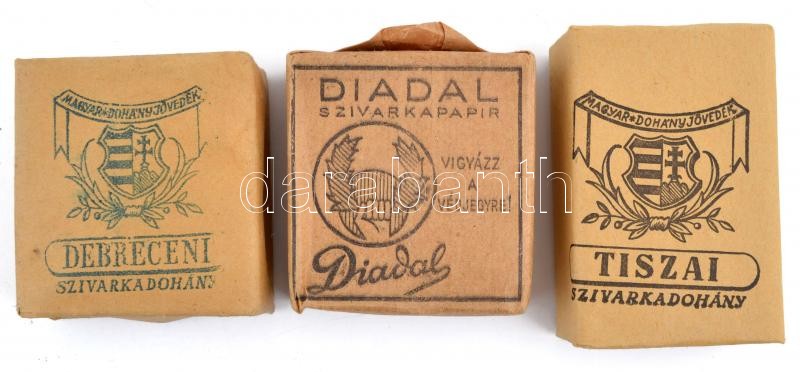 MAGYAR★DOHÁNYJÖVEDÉK
DEBRECENI
SZIVARKADOHÁNY
DIADAL
SZIVARKAPAPIR
VIGYÁZZ
A
VÉDJEGYRE!
Diadal
MAGYAR★DOHÁNYJÖVEDÉK
TISZAI
SZIVARKADOHÁNY
darabanth